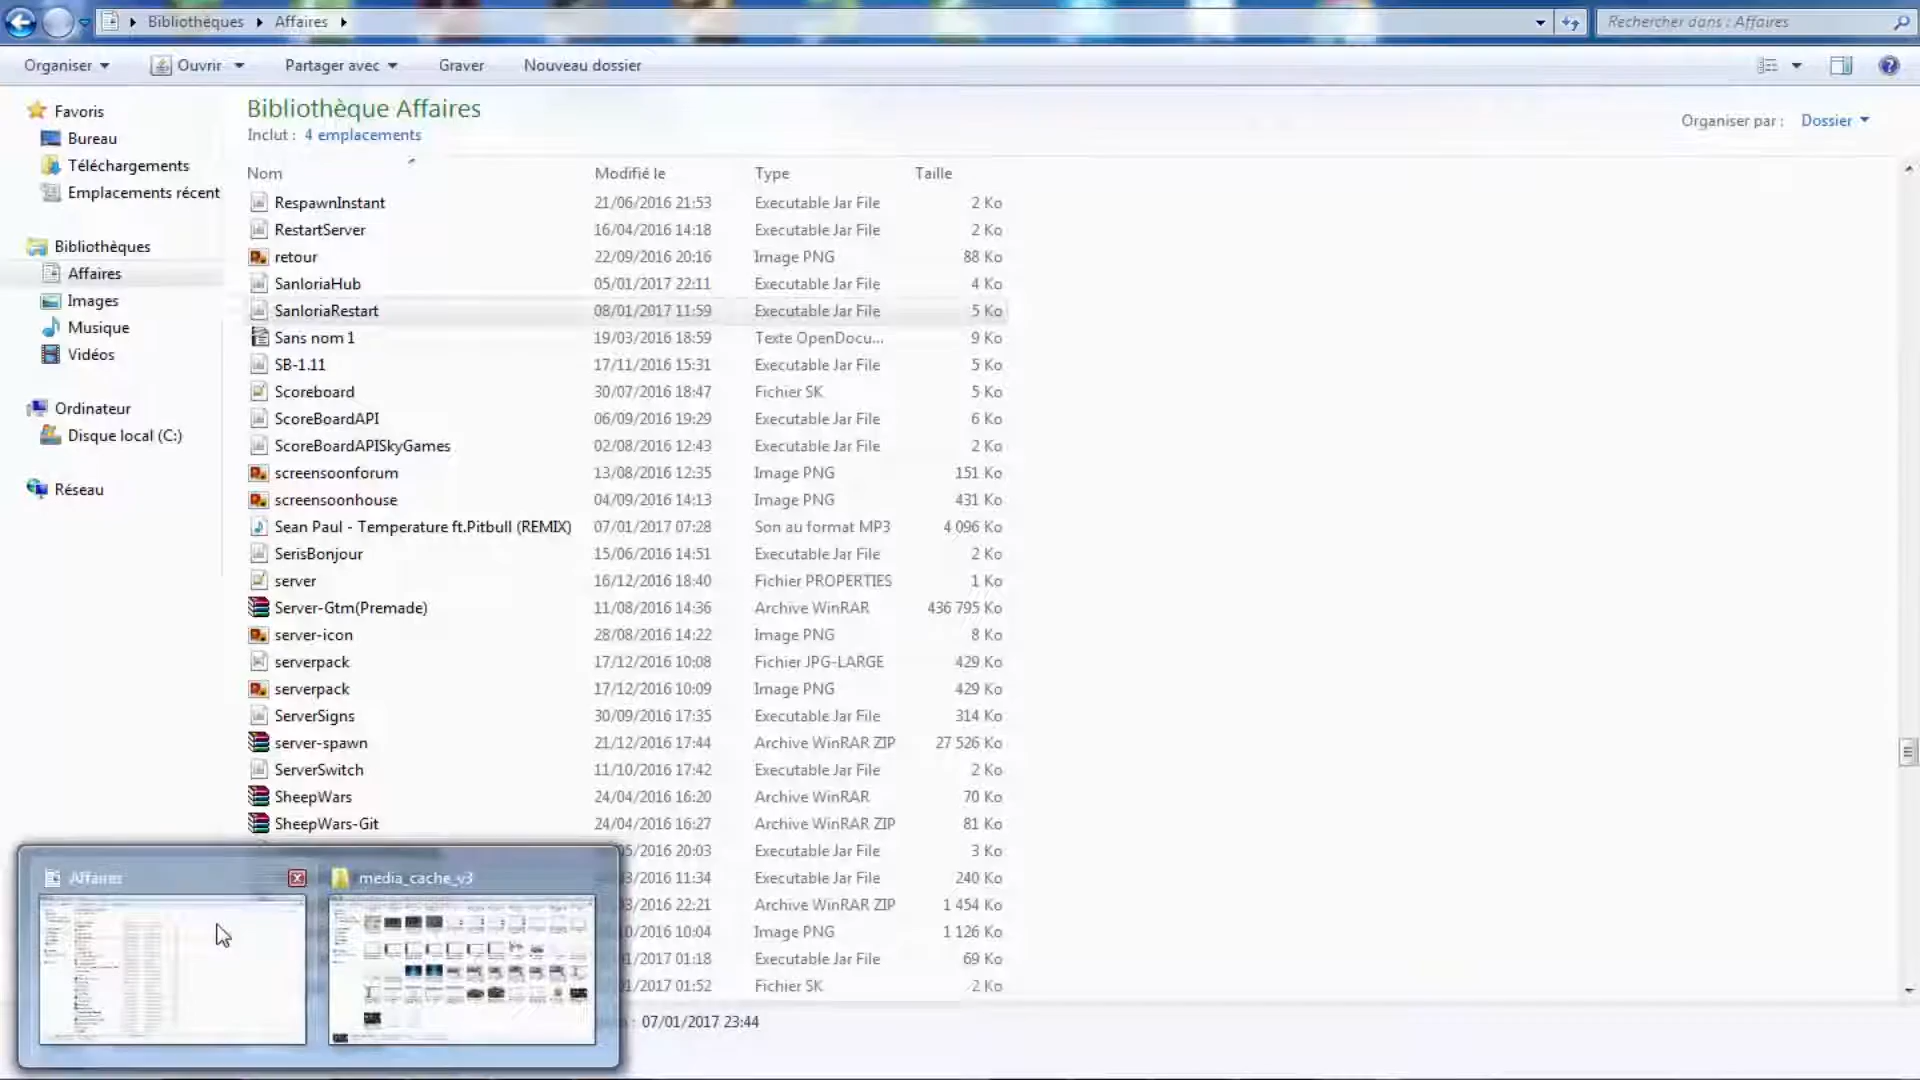 Bibliothèques Affaires
Rechercher dans : Affaires
Organiser Ouvrir Partager avec Graver Nouveau dossier
Favoris
Bureau
Téléchargements
Emplacements récent
Bibliothèques
Affaires
Images
Musique
Vidéos
Ordinateur
Disque local (C:)
Réseau
Bibliothèque Affaires
Inclut : 4 emplacements
Organiser par : Dossier
Nom Modifié le Type Taille
RespawnInstant 21/06/2016 21:53 Executable Jar File 2 Ko
RestartServer 16/04/2016 14:18 Executable Jar File 2 Ko
retour 22/09/2016 20:16 Image PNG 88 Ko
SanloriaHub 05/01/2017 22:11 Executable Jar File 4 Ko
SanloriaRestart 08/01/2017 11:59 Executable Jar File 5 Ko
Sans nom 1 19/03/2016 18:59 Texte OpenDocu... 9 Ko
SB-1.11 17/11/2016 15:31 Executable Jar File 5 Ko
Scoreboard 30/07/2016 18:47 Fichier SK 5 Ko
ScoreBoardAPI 06/09/2016 19:29 Executable Jar File 6 Ko
ScoreBoardAPISkyGames 02/08/2016 12:43 Executable Jar File 2 Ko
screensoonforum 13/08/2016 12:35 Image PNG 151 Ko
screensoonhouse 04/09/2016 14:13 Image PNG 431 Ko
Sean Paul - Temperature ft.Pitbull (REMIX) 07/01/2017 07:28 Son au format MP3 4 096 Ko
SerisBonjour 15/06/2016 14:51 Executable Jar File 2 Ko
server 16/12/2016 18:40 Fichier PROPERTIES 1 Ko
Server-Gtm(Premade) 11/08/2016 14:36 Archive WinRAR 436 795 Ko
server-icon 28/08/2016 14:22 Image PNG 8 Ko
serverpack 17/12/2016 10:08 Fichier JPG-LARGE 429 Ko
serverpack 17/12/2016 10:09 Image PNG 429 Ko
ServerSigns 30/09/2016 17:35 Executable Jar File 314 Ko
server-spawn 21/12/2016 17:44 Archive WinRAR ZIP 27 526 Ko
ServerSwitch 11/10/2016 17:42 Executable Jar File 2 Ko
SheepWars 24/04/2016 16:20 Archive WinRAR 70 Ko
SheepWars-Git 24/04/2016 16:27 Archive WinRAR ZIP 81 Ko
/2016 20:03 Executable Jar File 3 Ko
/2016 11:34 Executable Jar File 240 Ko
/2016 22:21 Archive WinRAR ZIP 1 454 Ko
/2016 10:04 Image PNG 1 126 Ko
/2017 01:18 Executable Jar File 69 Ko
/2017 01:52 Fichier SK 2 Ko
Affaires media_cache_v3
: 07/01/2017 23:44